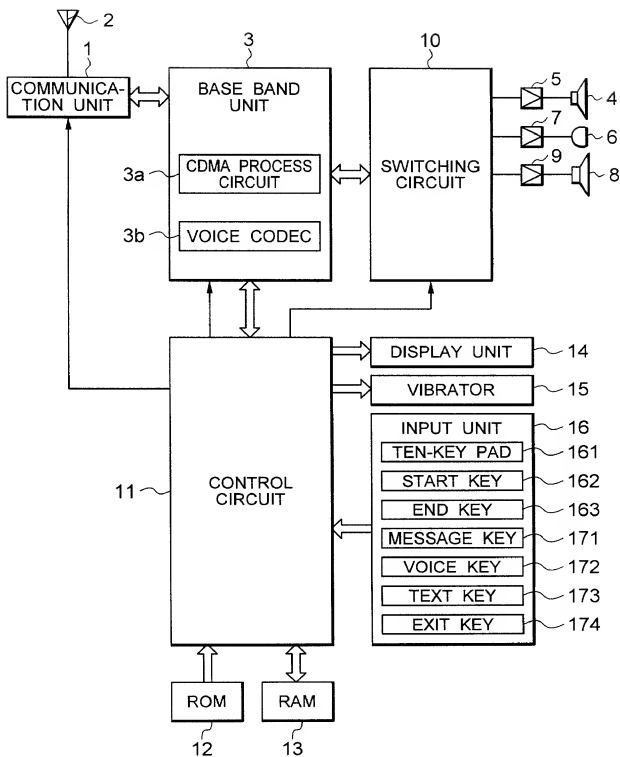 2
1
3
10
COMMUNICA-
TION UNIT
BASE BAND
UNIT
3a
CDMA PROCESS
CIRCUIT
3b
VOICE CODEC
SWITCHING
CIRCUIT
5
4
7
6
9
8
11
CONTROL
CIRCUIT
DISPLAY UNIT
14
VIBRATOR
15
INPUT UNIT
16
TEN-KEY PAD
161
START KEY
162
END KEY
163
MESSAGE KEY
171
VOICE KEY
172
TEXT KEY
173
EXIT KEY
174
ROM
12
RAM
13